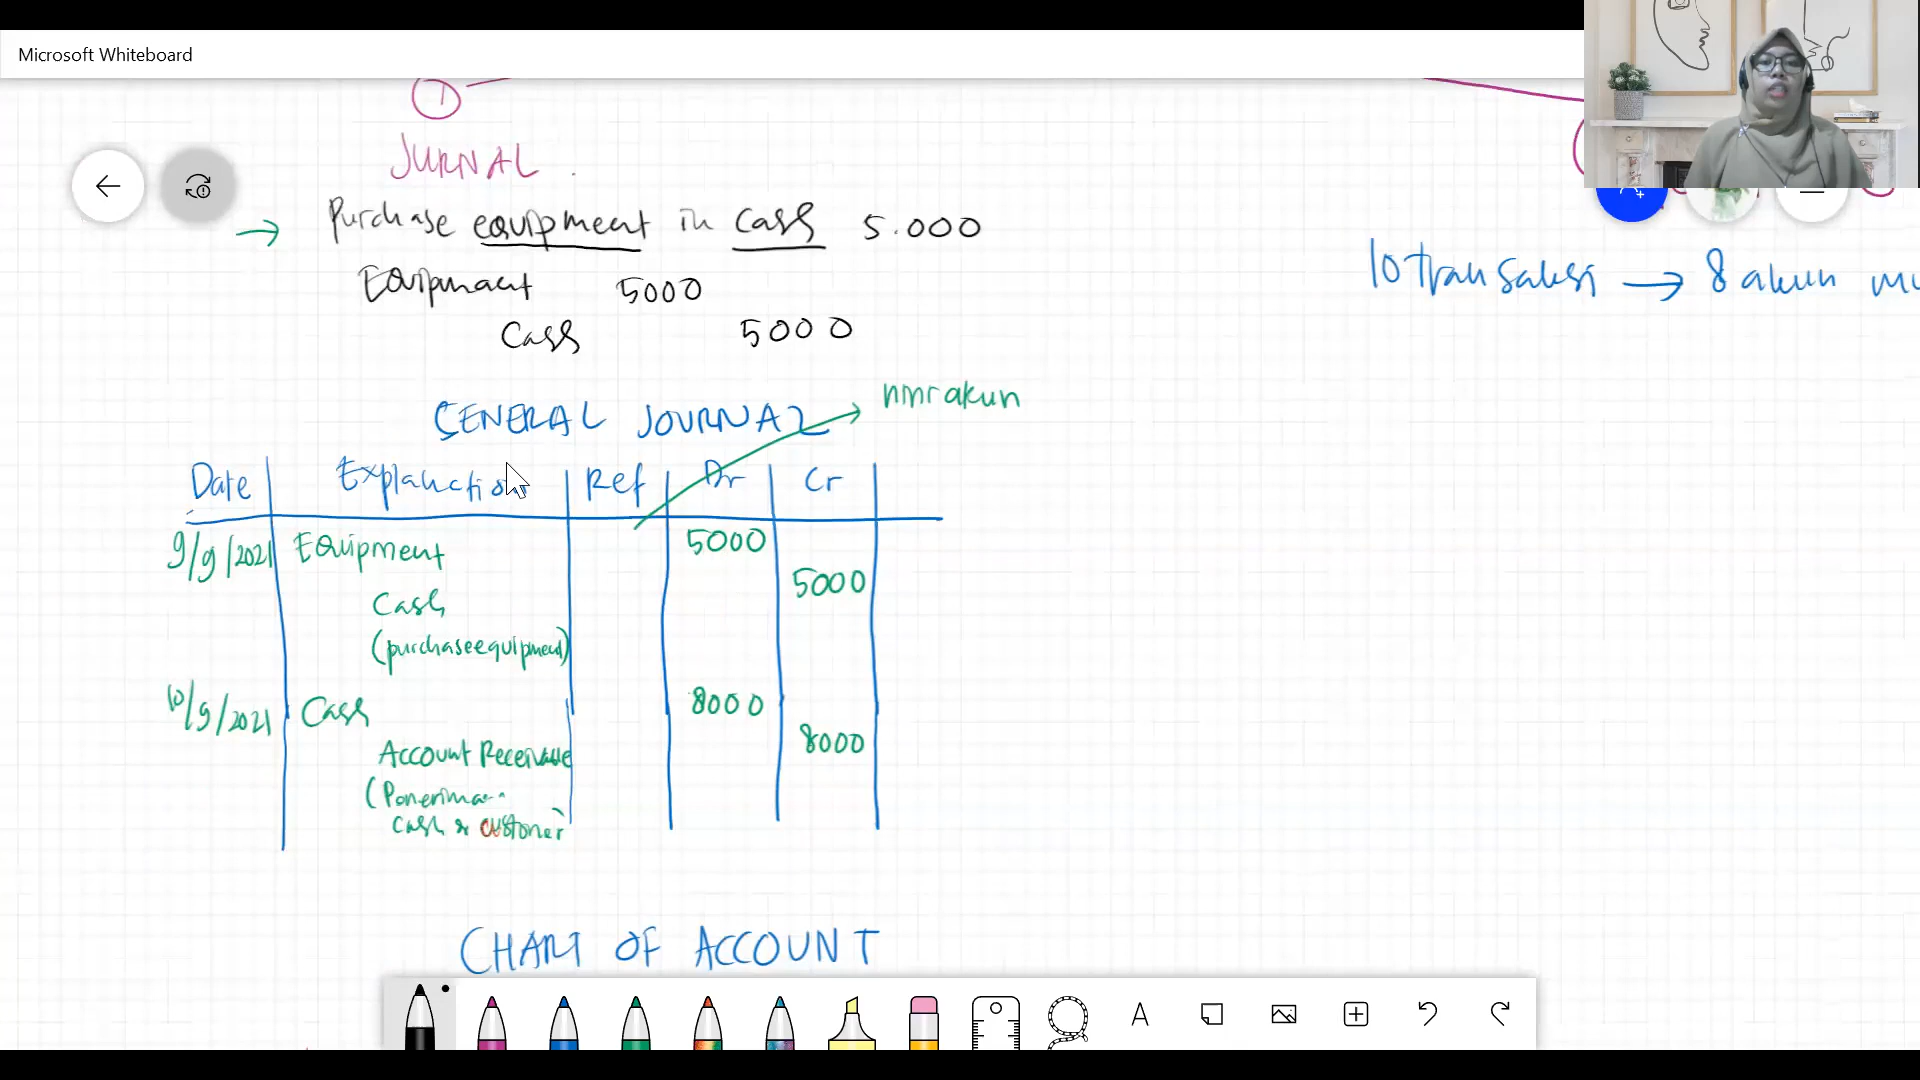 Microsoft Whiteboard
1
JURNAL
→ Purchase equipment in cash 5.000
Equipment 5000
Cash 5000
10 transaksi → 8 akun mu
nmr akun
GENERAL JOURNAL
Date Explanation Ref Dr Cr
9/9/2021 Equipment 5000
Cash 5000
(purchase equipment)
10/9/2021 Cash 8000
Account Receivable 8000
(Penerimaan
cash customer)
CHART OF ACCOUNT